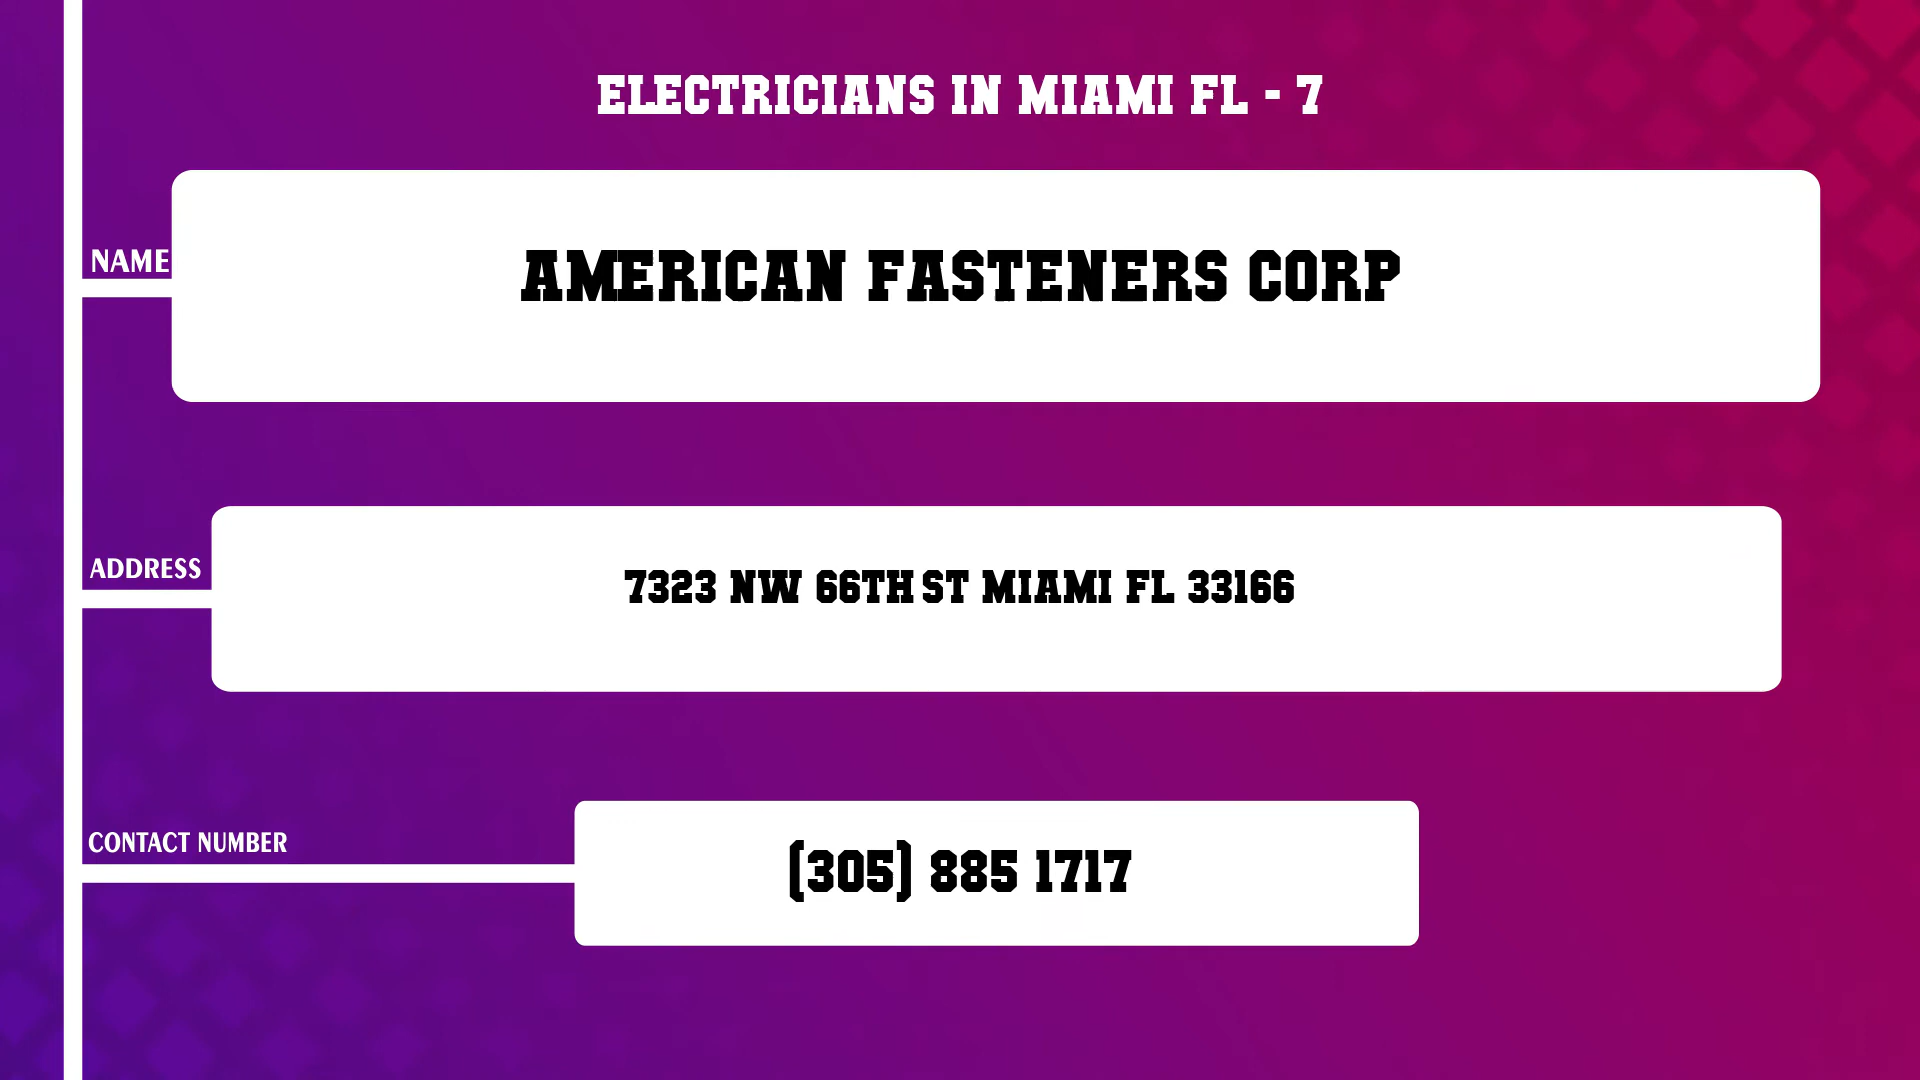 ELECTRICIANS IN MIAMI FL - 7
NAME
AMERICAN FASTENERS CORP
ADDRESS
7323 NW 66TH ST MIAMI FL 33166
CONTACT NUMBER
(305) 885 1717